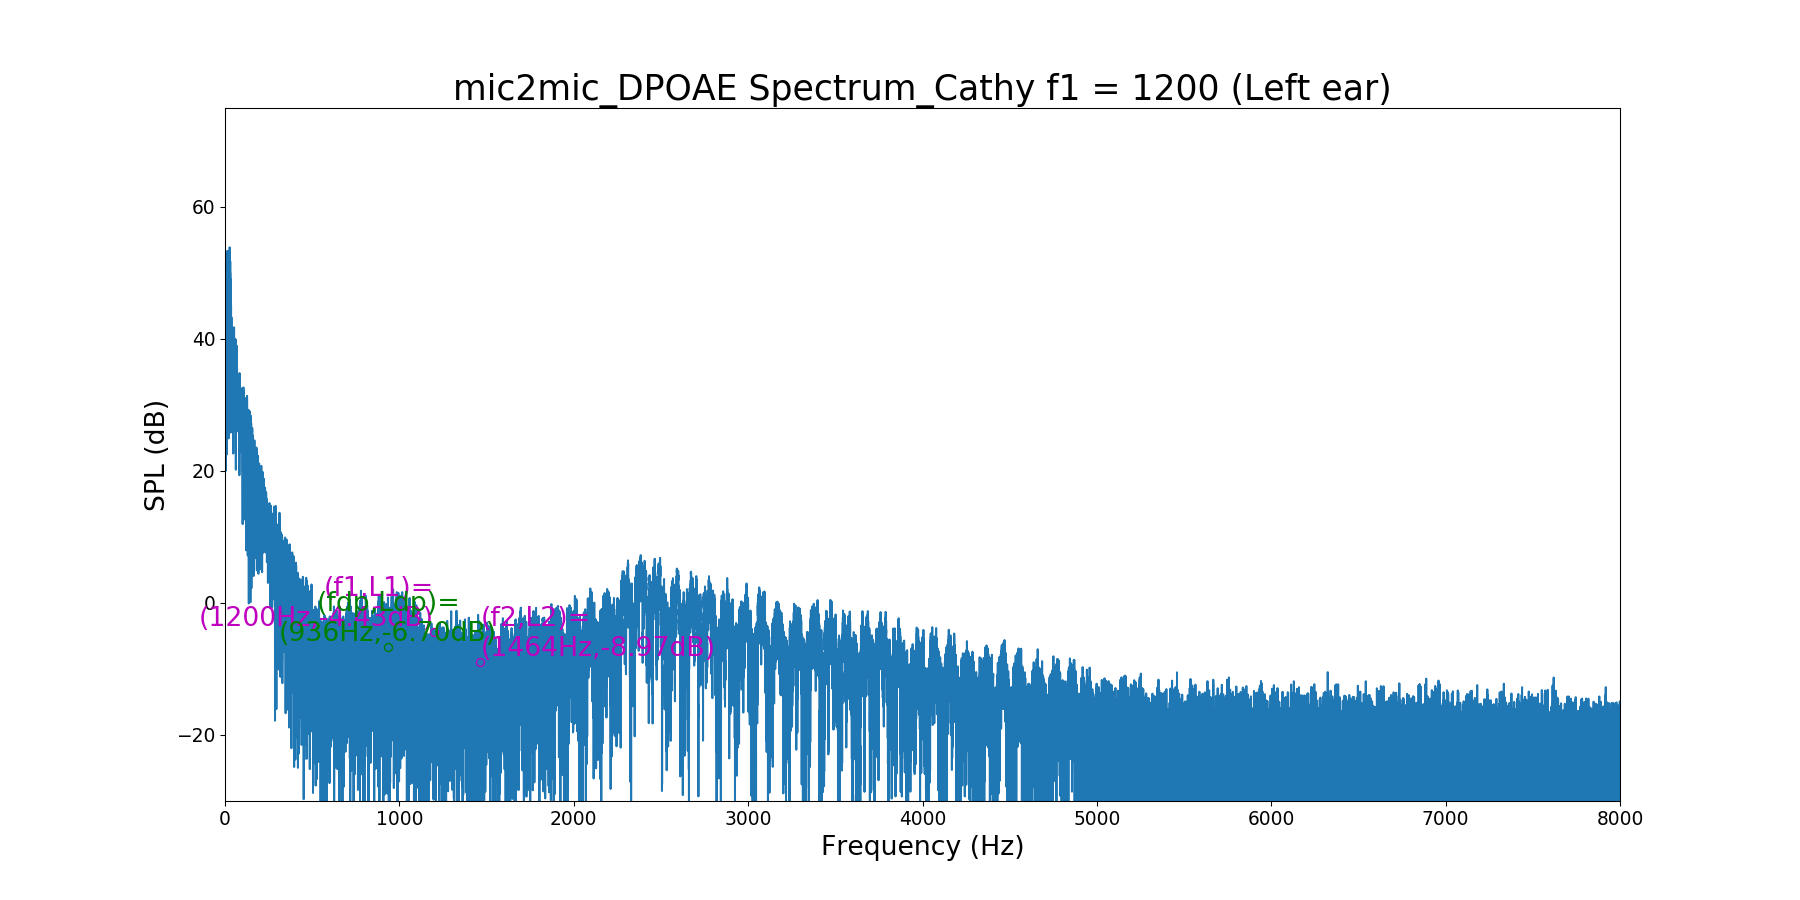 mic2mic_DPOAE Spectrum_Cathy f1 = 1200 (Left ear)
60
40
20
0
−20
SPL (dB)
(f1,L1)=
(1200Hz,-4.43dB)
(fdp,Ldp)=
(936Hz,-6.70dB)
(f2,L2)=
(1464Hz,-8.97dB)
0
1000
2000
3000
4000
5000
6000
7000
8000
Frequency (Hz)